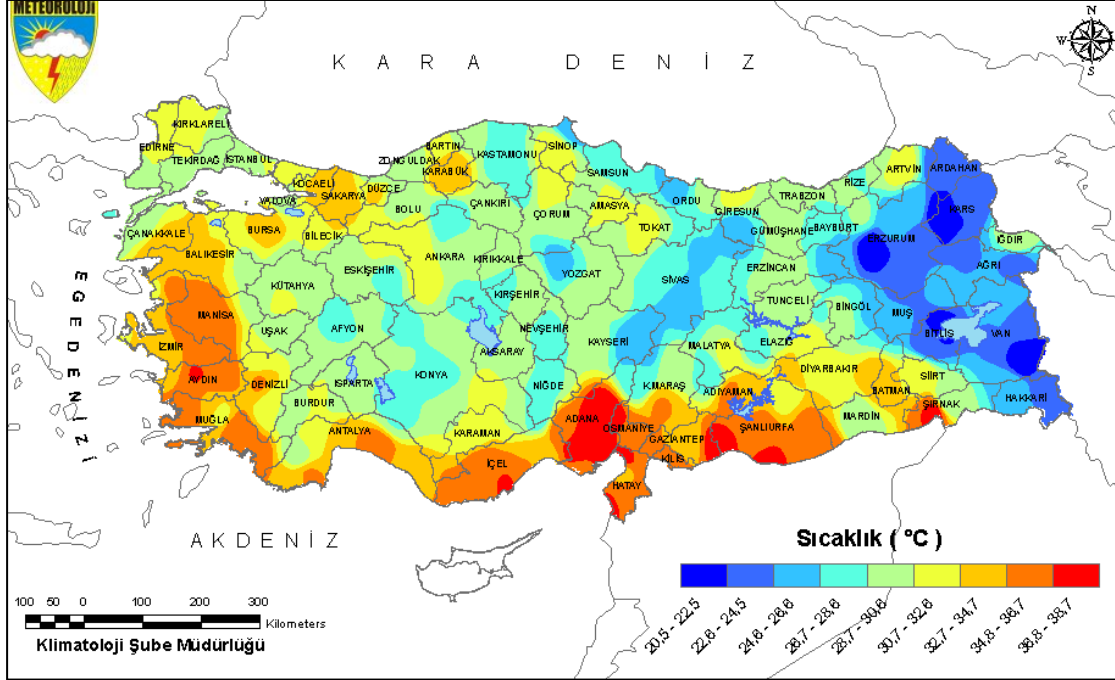 METEOROLOJİ
N
W
S
KARA DENİZ
KIRKLARELİ
EDİRNE
TEKİRDAĞ
İSTANBUL
KOCAELİ
YALOVA
SAKARYA
DÜZCE
ZONGULDAK
BARTIN
KARABÜK
KASTAMONU
SİNOP
SAMSUN
ORDU
GİRESUN
TRABZON
RİZE
ARTVİN
ARDAHAN
KARS
IĞDIR
BOLU
ÇANKIRI
ÇORUM
AMASYA
TOKAT
GÜMÜŞHANE
BAYBURT
ERZURUM
AĞRI
ÇANAKKALE
BALIKESİR
BURSA
BİLECİK
ESKİŞEHİR
ANKARA
KIRIKKALE
YOZGAT
SİVAS
ERZİNCAN
TUNCELİ
BİNGÖL
MUŞ
BİTLİS
VAN
KÜTAHYA
MANİSA
UŞAK
AFYON
KIRŞEHİR
NEVŞEHİR
KAYSERİ
MALATYA
ELAZIĞ
DİYARBAKIR
BATMAN
SİİRT
HAKKARİ
ŞIRNAK
İZMİR
AYDIN
DENİZLİ
ISPARTA
KONYA
AKSARAY
NİĞDE
K.MARAŞ
ADIYAMAN
MARDİN
MUĞLA
BURDUR
ANTALYA
KARAMAN
İÇEL
ADANA
OSMANİYE
GAZİANTEP
KİLİS
ŞANLIURFA
HATAY
EGE DENİZİ
AKDENİZ
Sıcaklık ( °C )
20,5 - 22,5
22,6 - 24,5
24,6 - 26,6
26,7 - 28,6
28,7 - 30,6
30,7 - 32,6
32,7 - 34,7
34,8 - 36,7
36,8 - 38,7
100 50 0 100 200 300
Kilometers
Klimatoloji Şube Müdürlüğü